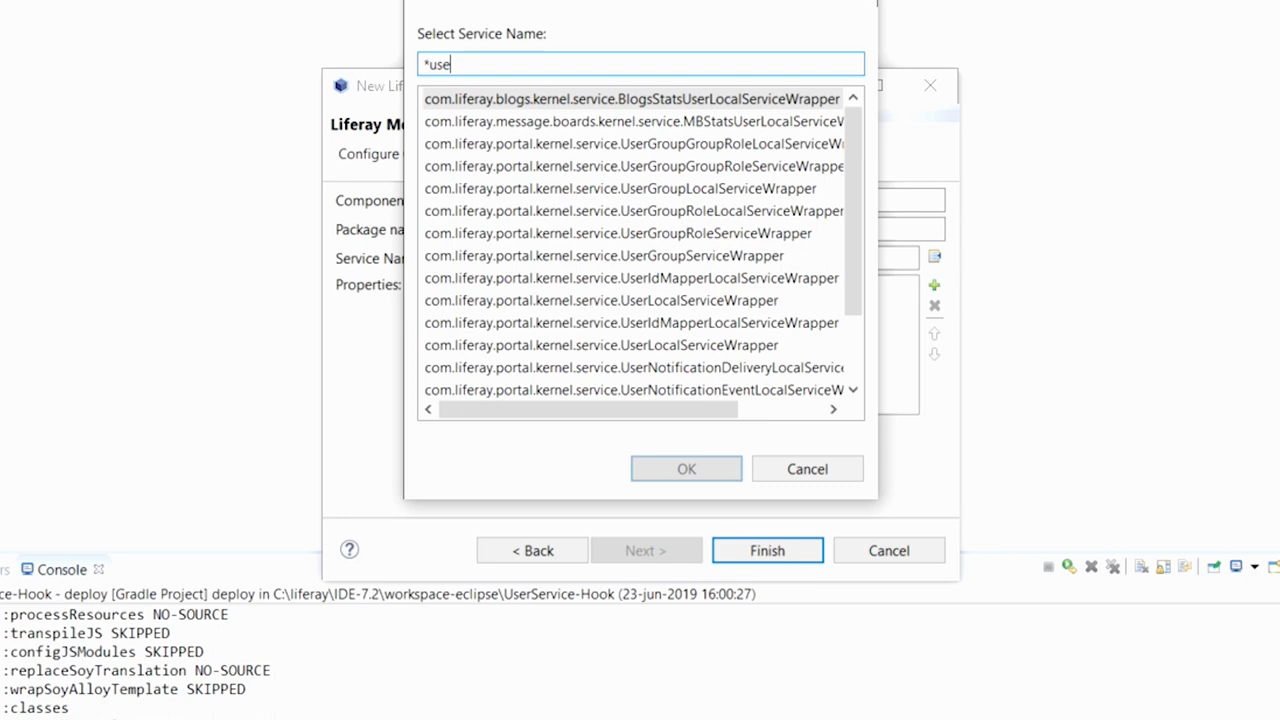 Select Service Name:
*use
New Lif
com.liferay.blogs.kernel.service.BlogsStatsUserLocalServiceWrapper
com.liferay.message.boards.kernel.service.MBStatsUserLocalServiceW
Liferay Mo
com.liferay.portal.kernel.service.UserGroupGroupRoleLocalServiceWr
Configure
com.liferay.portal.kernel.service.UserGroupGroupRoleServiceWrappe
com.liferay.portal.kernel.service.UserGroupLocalServiceWrapper
Componen
com.liferay.portal.kernel.service.UserGroupRoleLocalServiceWrapper
Package na
com.liferay.portal.kernel.service.UserGroupRoleServiceWrapper
Service Nar
com.liferay.portal.kernel.service.UserGroupServiceWrapper
com.liferay.portal.kernel.service.UserIdMapperLocalServiceWrapper
Properties:
com.liferay.portal.kernel.service.UserLocalServiceWrapper
com.liferay.portal.kernel.service.UserIdMapperLocalServiceWrapper
com.liferay.portal.kernel.service.UserLocalServiceWrapper
com.liferay.portal.kernel.service.UserNotificationDeliveryLocalService
com.liferay.portal.kernel.service.UserNotificationEventLocalServiceW
OK
Cancel
< Back
Next >
Finish
Cancel
rs
Console
ce-Hook - deploy [Gradle Project] deploy in C:\liferay\IDE-7.2\workspace-eclipse\UserService-Hook (23-jun-2019 16:00:27)
:processResources NO-SOURCE
:transpileJS SKIPPED
:configJSModules SKIPPED
:replaceSoyTranslation NO-SOURCE
:wrapSoyAlloyTemplate SKIPPED
:classes